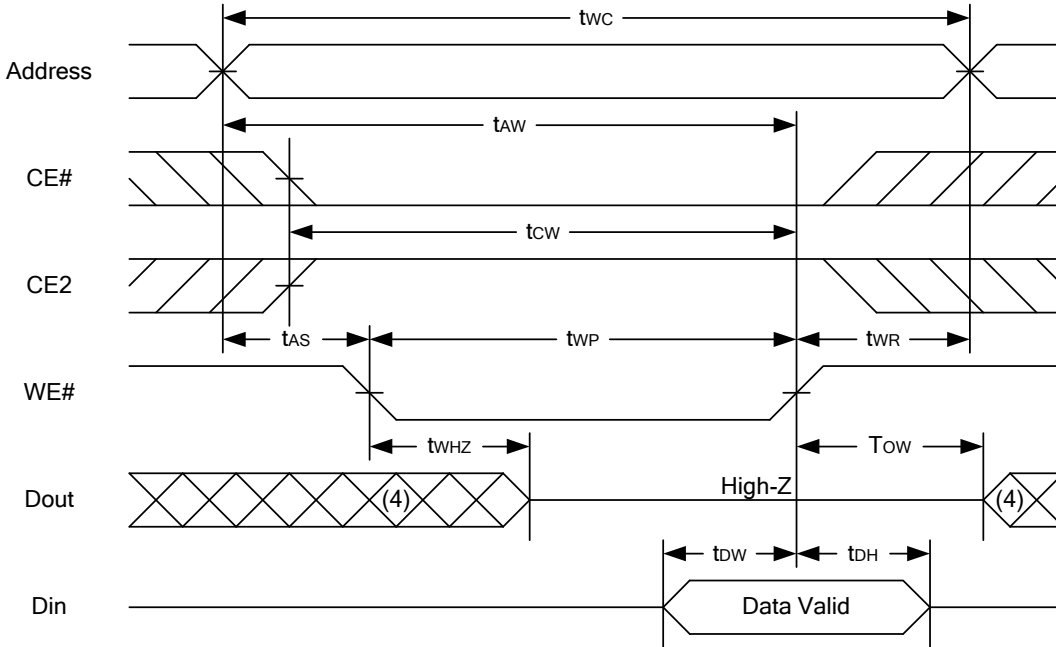 tWC
Address
tAW
CE#
tCW
CE2
tAS tWP tWR
WE#
tWHZ TOW
Dout (4) High-Z (4)
tDW tDH
Din Data Valid